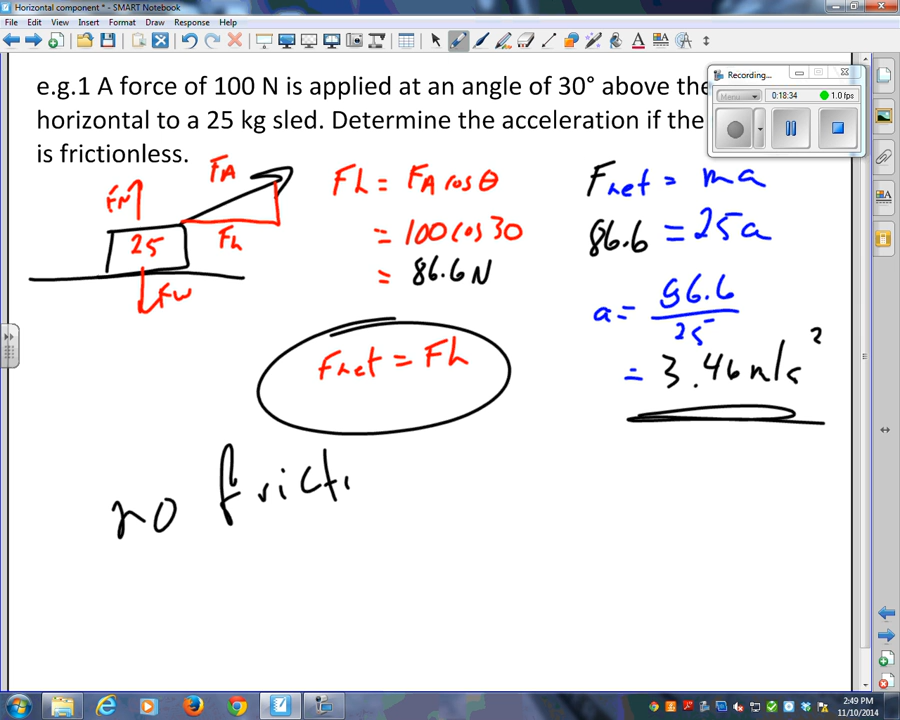 Horizontal component * - SMART Notebook
File Edit View Insert Format Draw Response Help
Recording...
Menu
0:18:34
1.0 fps
e.g.1 A force of 100 N is applied at an angle of 30° above the
horizontal to a 25 kg sled. Determine the acceleration if the
is frictionless.
FA
FN
Fh
25
Fw
Fh = FA cos θ
= 100 cos 30
= 86.6 N
Fnet = Fh
Fnet = ma
86.6 = 25a
a = 86.6
25
= 3.46 m/s²
no frict
2:49 PM
11/10/2014